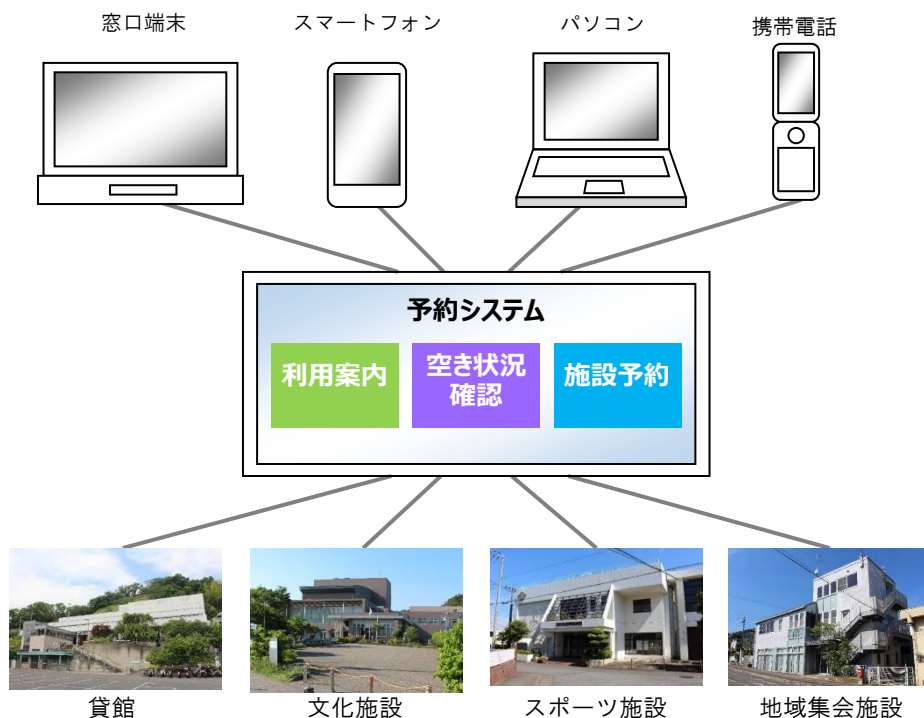 窓口端末
スマートフォン
パソコン
携帯電話
予約システム
利用案内
空き状況
確認
施設予約
貸館
文化施設
スポーツ施設
地域集会施設